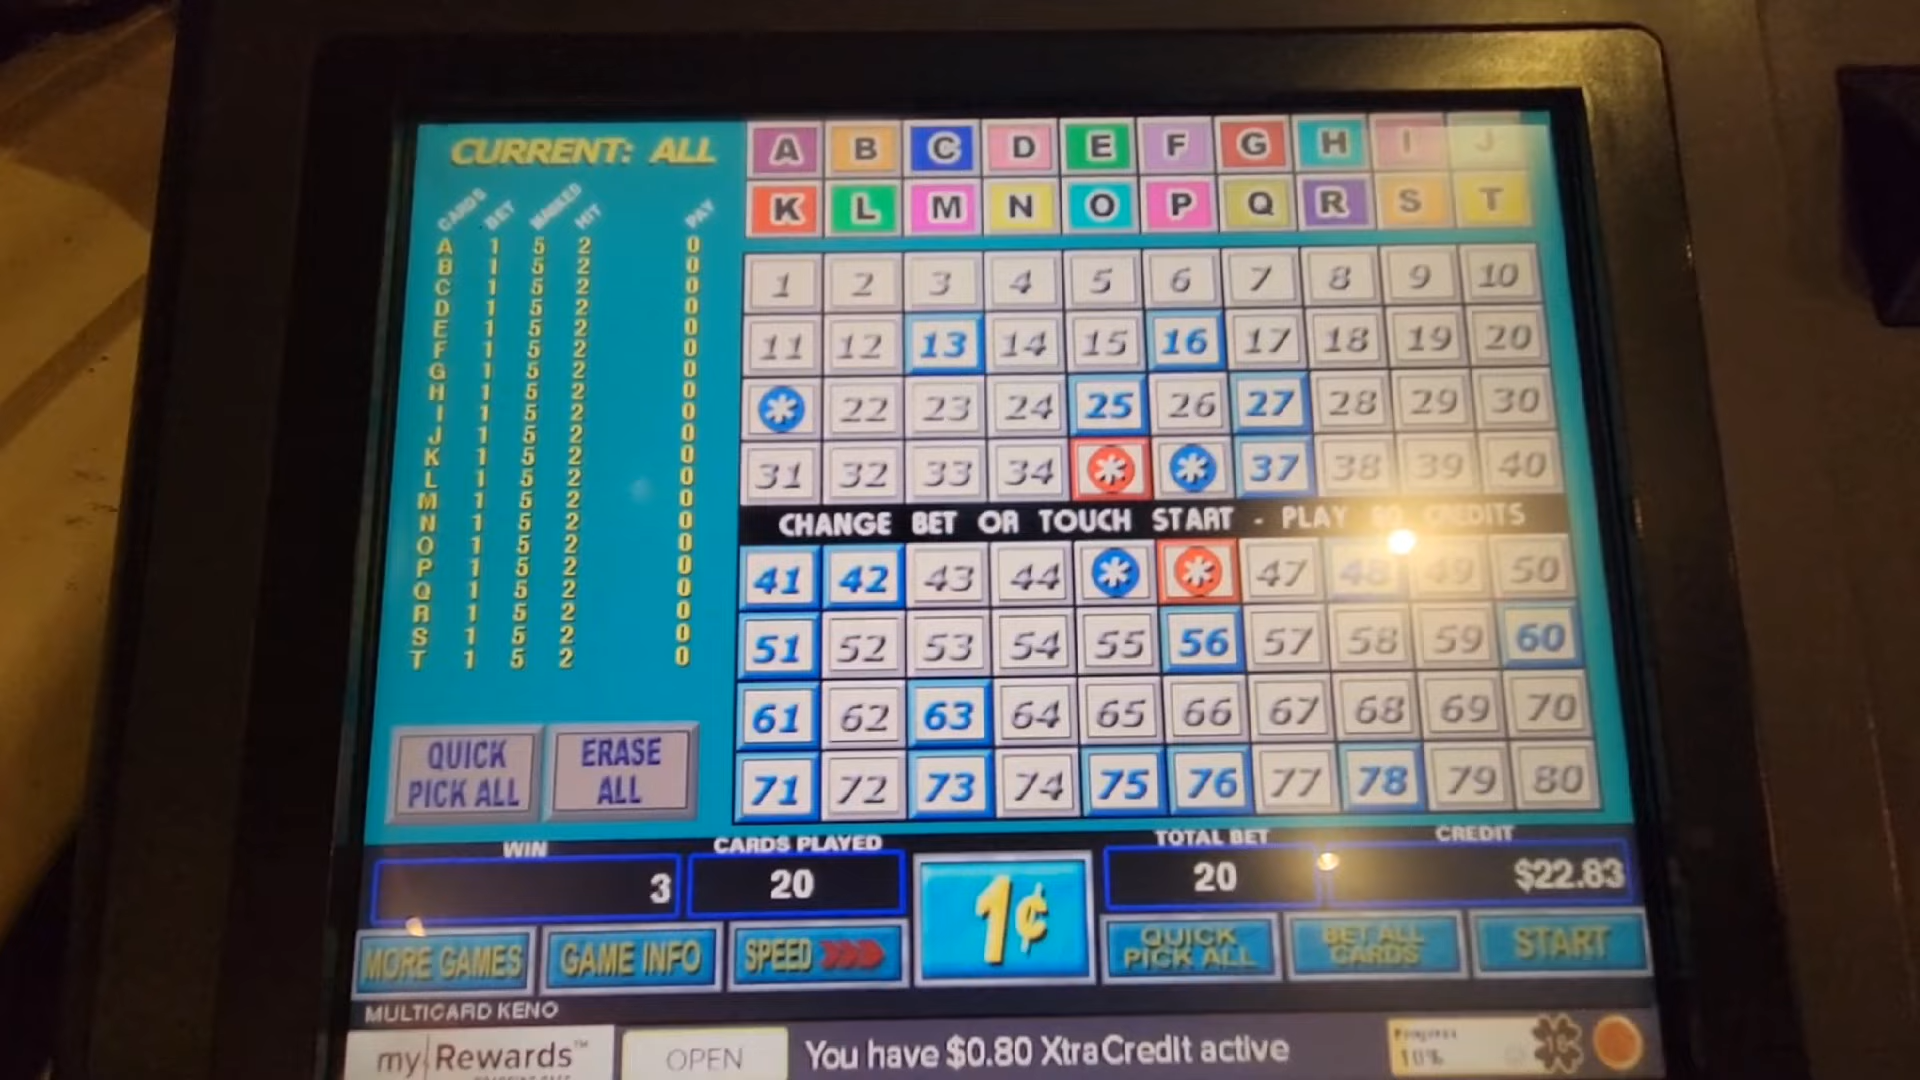 CURRENT: ALL
A B C D E F G H I J
K L M N O P Q R S T
CARDS BET MARKED HIT PAY
A 1 5 2 0
B 1 5 2 0
C 1 5 2 0
D 1 5 2 0
E 1 5 2 0
F 1 5 2 0
G 1 5 2 0
H 1 5 2 0
I 1 5 2 0
J 1 5 2 0
K 1 5 2 0
L 1 5 2 0
M 1 5 2 0
N 1 5 2 0
O 1 5 2 0
P 1 5 2 0
Q 1 5 2 0
R 1 5 2 0
S 1 5 2 0
T 1 5 2 0
1 2 3 4 5 6 7 8 9 10
11 12 13 14 15 16 17 18 19 20
22 23 24 25 26 27 28 29 30
31 32 33 34 37 38 39 40
CHANGE BET OR TOUCH START - PLAY CREDITS
41 42 43 44 47 48 49 50
51 52 53 54 55 56 57 58 59 60
61 62 63 64 65 66 67 68 69 70
71 72 73 74 75 76 77 78 79 80
QUICK PICK ALL
ERASE ALL
WIN
3
CARDS PLAYED
20
1¢
TOTAL BET
20
CREDIT
$22.83
MORE GAMES
GAME INFO
SPEED
QUICK PICK ALL
BET ALL CARDS
START
MULTICARD KENO
my Rewards™
OPEN
You have $0.80 XtraCredit active
Progress
10%